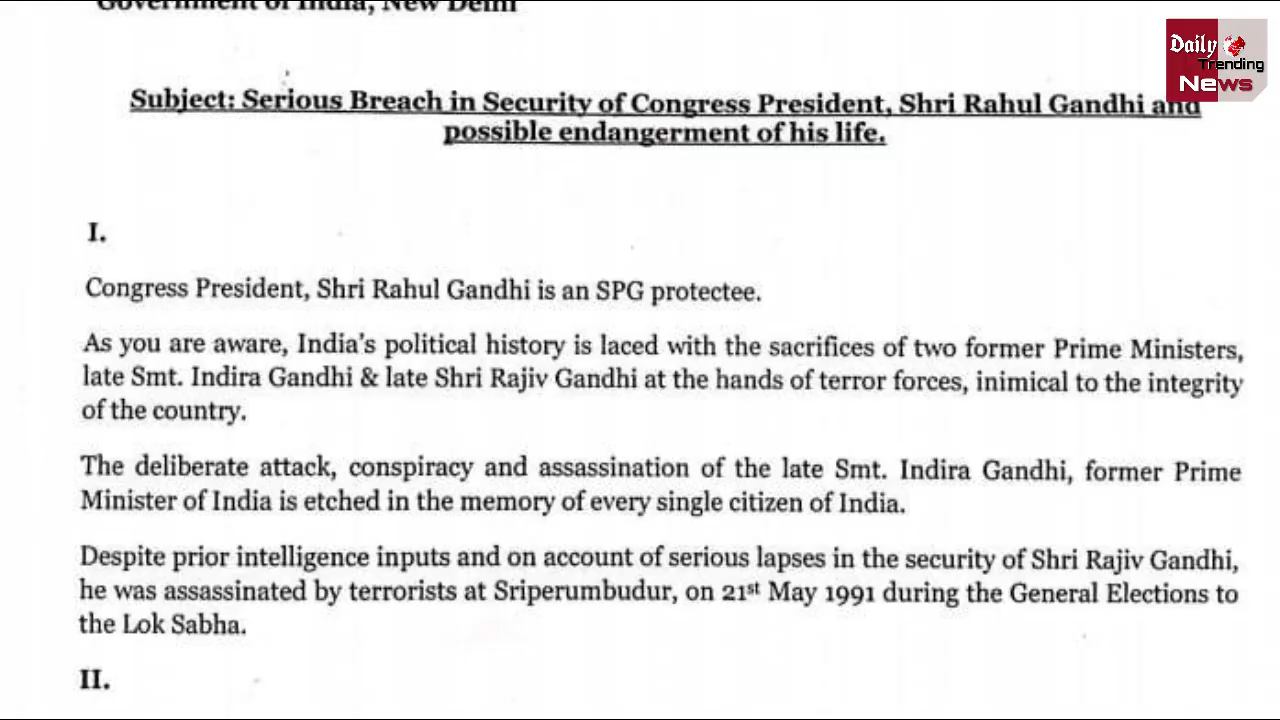 Government of India, New Delhi
Daily
Trending
News
Subject: Serious Breach in Security of Congress President, Shri Rahul Gandhi and
possible endangerment of his life.
I.
Congress President, Shri Rahul Gandhi is an SPG protectee.
As you are aware, India's political history is laced with the sacrifices of two former Prime Ministers,
late Smt. Indira Gandhi & late Shri Rajiv Gandhi at the hands of terror forces, inimical to the integrity
of the country.
The deliberate attack, conspiracy and assassination of the late Smt. Indira Gandhi, former Prime
Minister of India is etched in the memory of every single citizen of India.
Despite prior intelligence inputs and on account of serious lapses in the security of Shri Rajiv Gandhi,
he was assassinated by terrorists at Sriperumbudur, on 21st May 1991 during the General Elections to
the Lok Sabha.
II.